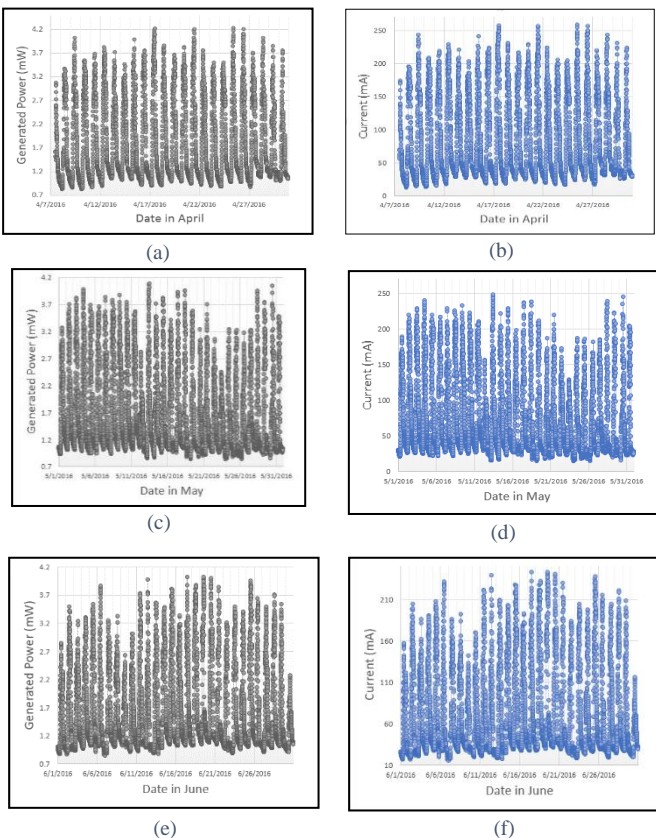 4.2
3.7
3.2
2.7
2.2
1.7
1.2
0.7
Generated Power (mW)
4/7/2016 4/12/2016 4/17/2016 4/22/2016 4/27/2016
Date in April
(a)
250
200
150
100
50
0
Current (mA)
4/7/2016 4/12/2016 4/17/2016 4/22/2016 4/27/2016
Date in April
(b)
4.2
3.7
3.2
2.7
2.2
1.7
1.2
0.7
Generated Power (mW)
5/1/2016 5/6/2016 5/11/2016 5/16/2016 5/21/2016 5/26/2016 5/31/2016
Date in May
(c)
250
200
150
100
50
0
Current (mA)
5/1/2016 5/6/2016 5/11/2016 5/16/2016 5/21/2016 5/26/2016 5/31/2016
Date in May
(d)
4.2
3.7
3.2
2.7
2.2
1.7
1.2
0.7
Generated Power (mW)
6/1/2016 6/6/2016 6/11/2016 6/16/2016 6/21/2016 6/26/2016
Date in June
(e)
210
160
110
60
10
Current (mA)
6/1/2016 6/6/2016 6/11/2016 6/16/2016 6/21/2016 6/26/2016
Date in June
(f)